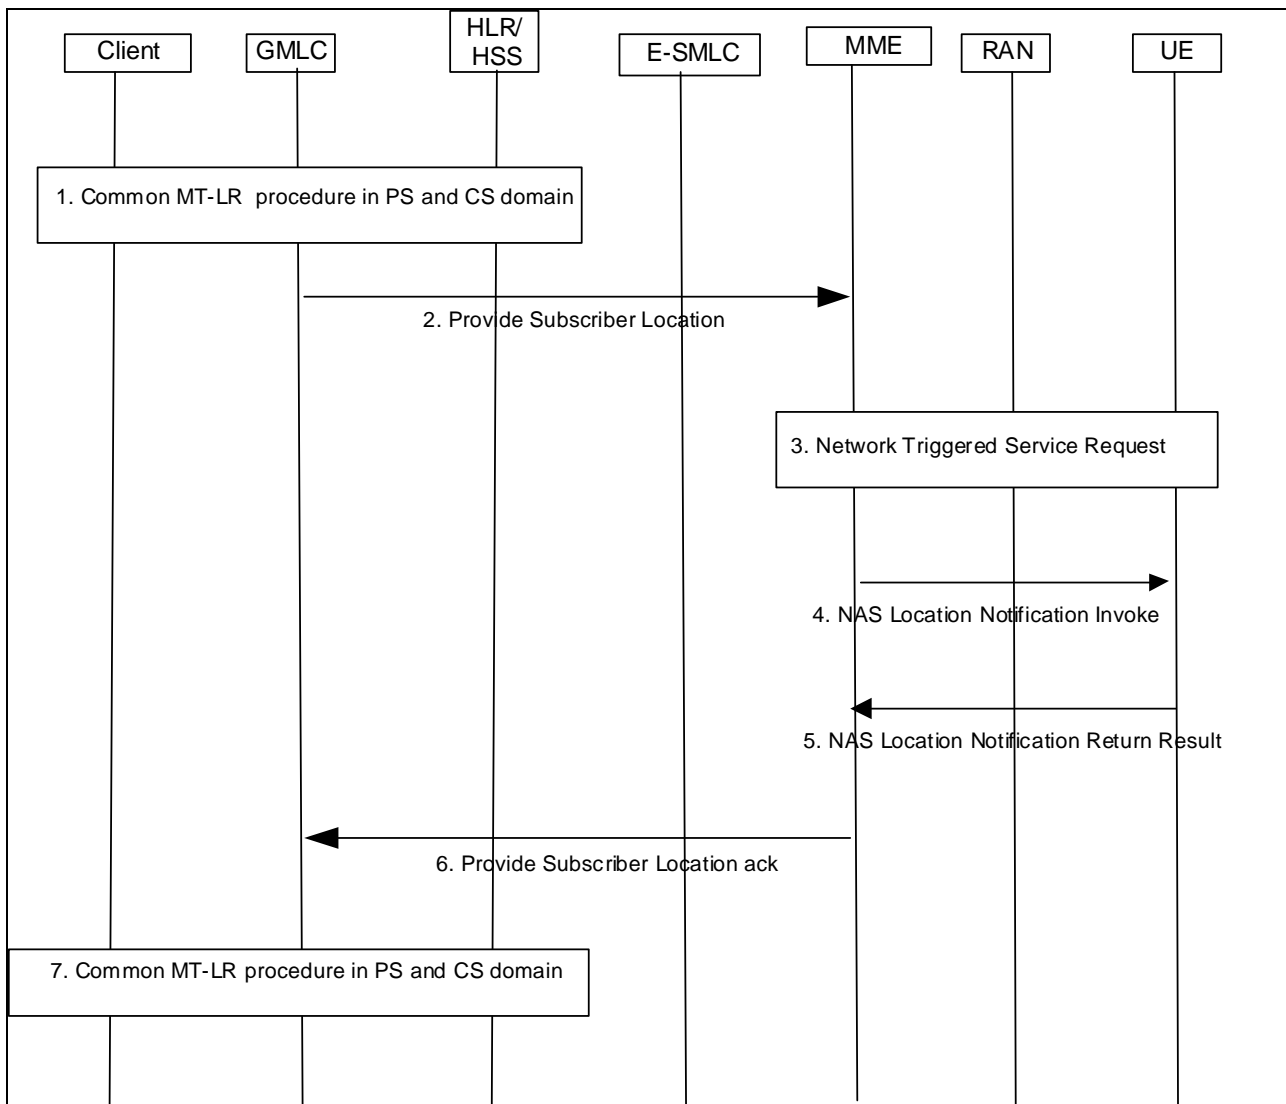 Client
GMLC
HLR/
HSS
E-SMLC
MME
RAN
UE
1. Common MT-LR procedure in PS and CS domain
2. Provide Subscriber Location
3. Network Triggered Service Request
4. NAS Location Notification Invoke
5. NAS Location Notification Return Result
6. Provide Subscriber Location ack
7. Common MT-LR procedure in PS and CS domain